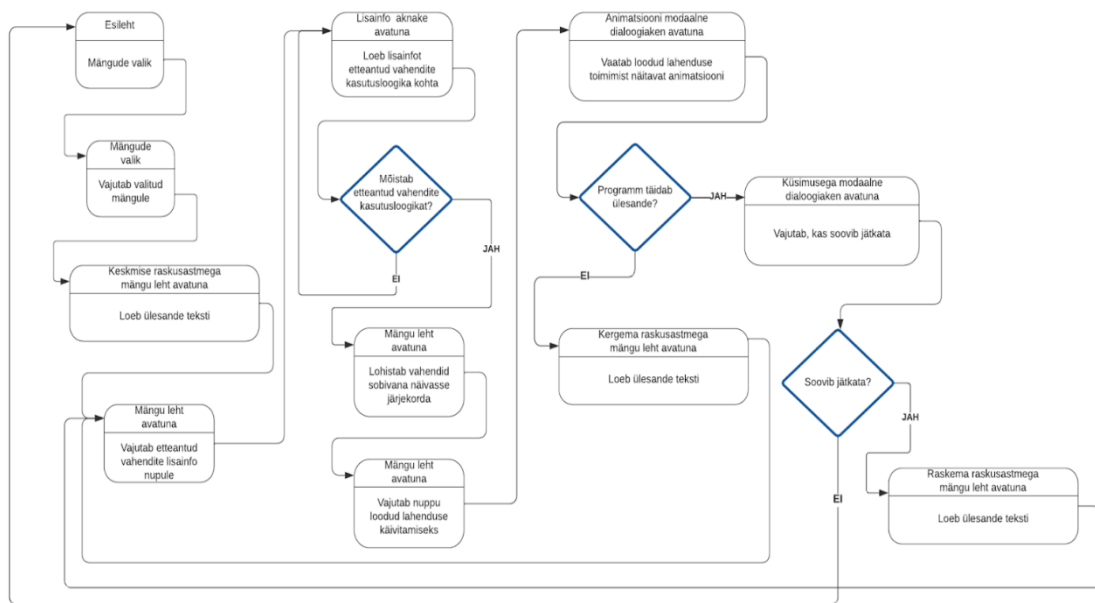 Esileht
Mängude valik
Mängude
valik
Vajutab valitud
mängule
Keskmise raskusastmega
mängu leht avatuna
Loeb ülesande teksti
Mängu leht
avatuna
Vajutab etteantud
vahendite lisainfo
nupule
Lisainfo aknake
avatuna
Loeb lisainfot
etteantud vahendite
kasutusloogika kohta
Mõistab
etteantud vahendite
kasutusloogikat?
JAH
EI
Mängu leht
avatuna
Lohistab vahendid
sobivana näivasse
järjekorda
Mängu leht
avatuna
Vajutab nuppu
loodud lahenduse
käivitamiseks
Animatsiooni modaalne
dialoogiaken avatuna
Vaatab loodud lahenduse
toimimist näitavat animatsiooni
Programm täidab
ülesande?
JAH
EI
Kergema raskusastmega
mängu leht avatuna
Loeb ülesande teksti
Küsimusega modaalne
dialoogiaken avatuna
Vajutab, kas soovib jätkata
Soovib jätkata?
JAH
EI
Raskema raskusastmega
mängu leht avatuna
Loeb ülesande teksti